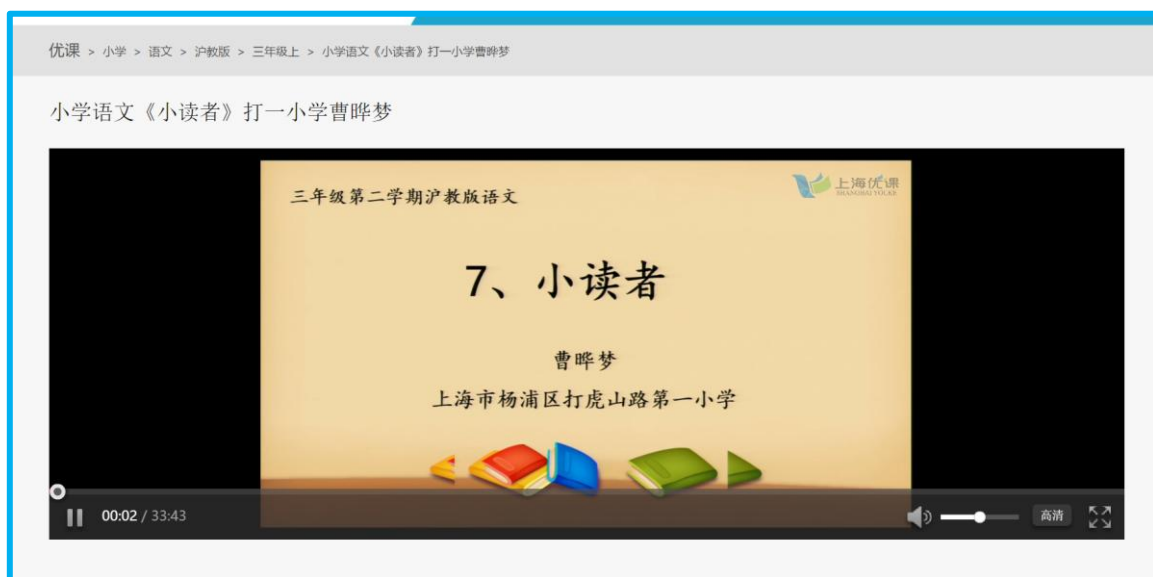 优课 > 小学 > 语文 > 沪教版 > 三年级上 > 小学语文《小读者》打一小学曹晔梦
小学语文《小读者》打一小学曹晔梦
三年级第二学期沪教版语文
上海优课
SHANGHAI YOUKE
7、小读者
曹晔梦
上海市杨浦区打虎山路第一小学
00:02 / 33:43
高清